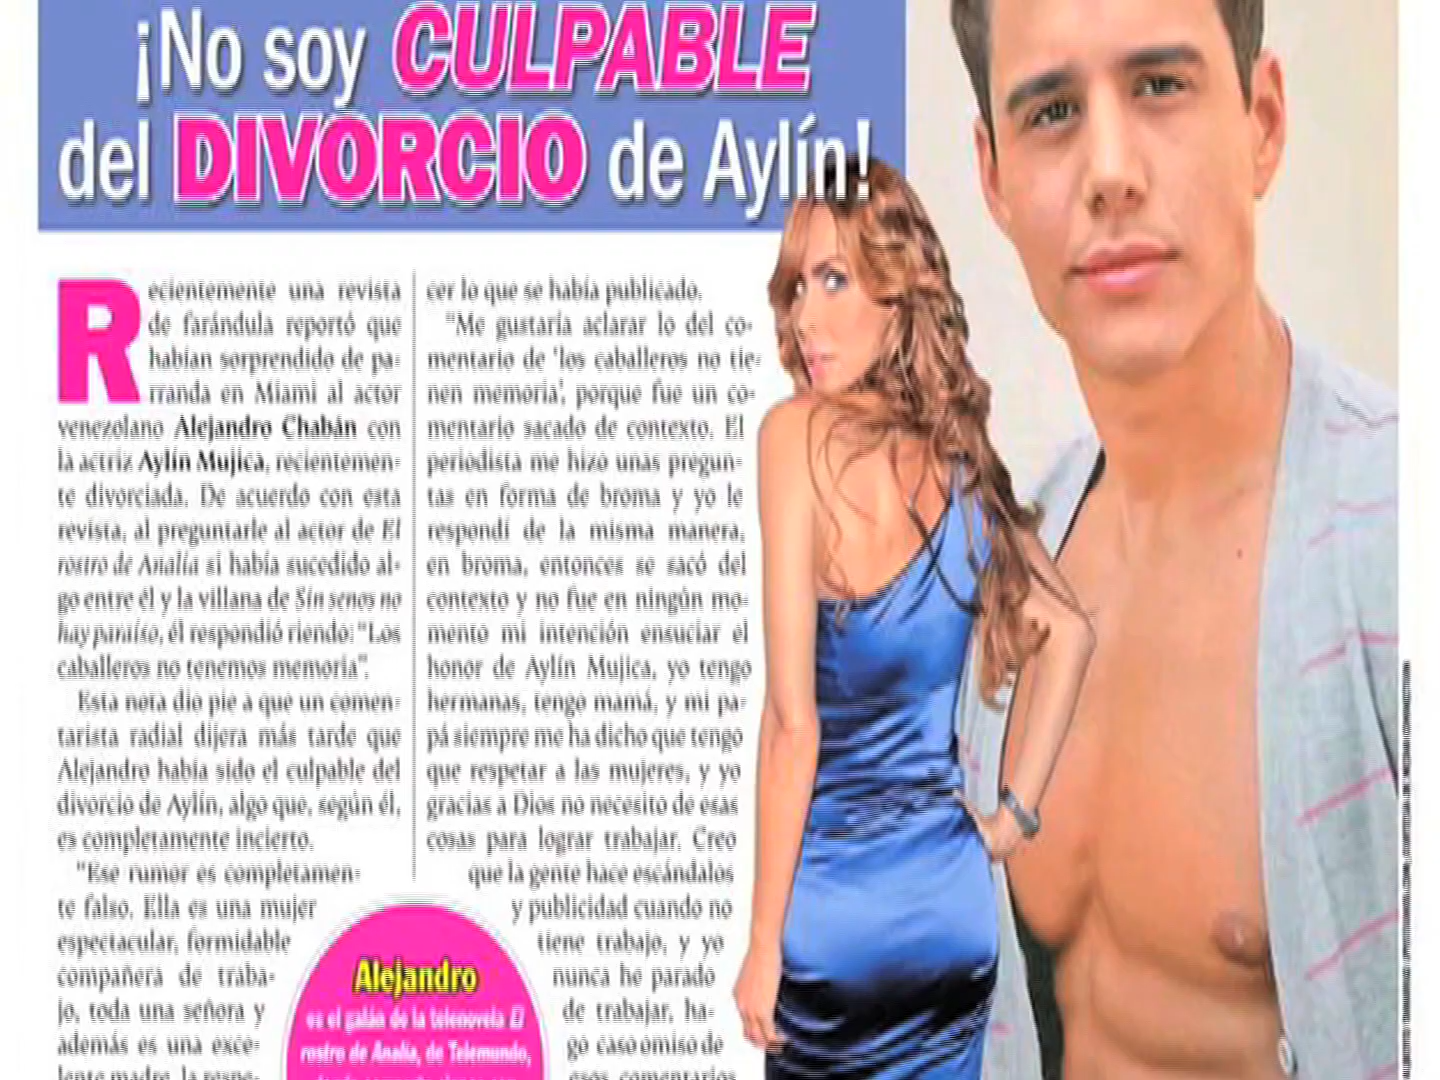 ¡No soy CULPABLE
del DIVORCIO de Aylín!
Recientemente una revista
de farándula reportó que
habían sorprendido de pa-
rranda en Miami al actor
venezolano Alejandro Chabán con
la actriz Aylín Mujica, recientemen-
te divorciada. De acuerdo con esta
revista, al preguntarle al actor de El
rostro de Analía si había sucedido al-
go entre él y la villana de Sin senos no
hay paraíso, él respondió riendo: "Los
caballeros no tenemos memoria".
Esta nota dio pie a que un comen-
tarista radial dijera más tarde que
Alejandro había sido el culpable del
divorcio de Aylín, algo que, según él,
es completamente incierto.
"Ese rumor es completamen-
te falso. Ella es una mujer
espectacular, formidable
compañera de traba-
jo, toda una señora y
además es una exce-
lente madre, la respe-
cer lo que se había publicado.
"Me gustaría aclarar lo del co-
mentario de 'los caballeros no tie-
nen memoria', porque fue un co-
mentario sacado de contexto. El
periodista me hizo unas pregun-
tas en forma de broma y yo le
respondí de la misma manera,
en broma, entonces se sacó del
contexto y no fue en ningún mo-
mento mi intención ensuciar el
honor de Aylín Mujica, yo tengo
hermanas, tengo mamá, y mi pa-
pá siempre me ha dicho que tengo
que respetar a las mujeres, y yo
gracias a Dios no necesito de esas
cosas para lograr trabajar. Creo
que la gente hace escándalos
y publicidad cuando no
tiene trabajo, y yo
nunca he parado
de trabajar, ha-
go caso omiso de
esos comentarios
Alejandro
es el galán de la telenovela El
rostro de Analía, de Telemundo,